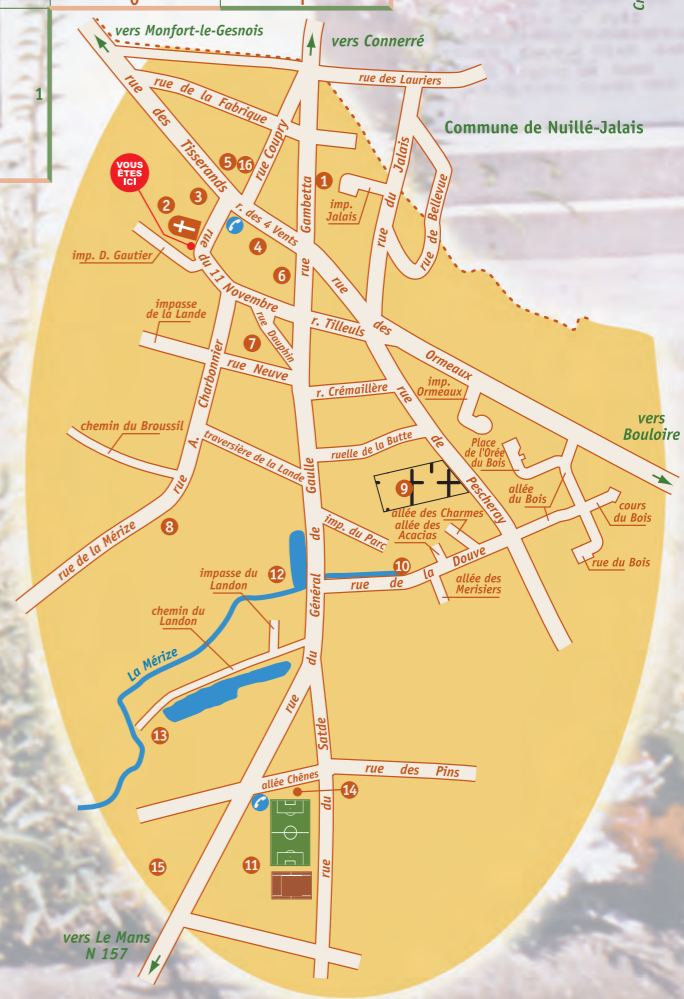 0
1
1
vers Monfort-le-Gesnois
vers Connerré
rue des Lauriers
rue de la Fabrique
Commune de Nuillé-Jalais
rue des Tisserands
rue Coupry
rue du Jalais
rue de Bellevue
VOUS
ÊTES
ICI
5
16
1
3
2
imp.
Jalais
rue Gambetta
r. des 4 Vents
4
imp. D. Gautier
rue du 11 Novembre
6
rue des Ormeaux
impasse
de la Lande
r. Tilleuls
rue Dauphin
7
rue Neuve
rue A. Charbonnier
r. Crémaillère
imp.
Ormeaux
vers
Bouloire
chemin du Broussil
traversière de la Lande
ruelle de la Butte
rue de Pescheray
Place
de l'Orée
du Bois
allée
du Bois
cours
du Bois
rue du Bois
9
8
rue de la Mérize
allée des Charmes
allée des
Acacias
imp. du Parc
10
rue de la Douve
allée des
Merisiers
12
impasse du
Landon
chemin du
Landon
La Mérize
rue du Général de Gaulle
13
rue du Satde
rue des Pins
allée Chênes
14
11
15
vers Le Mans
N 157